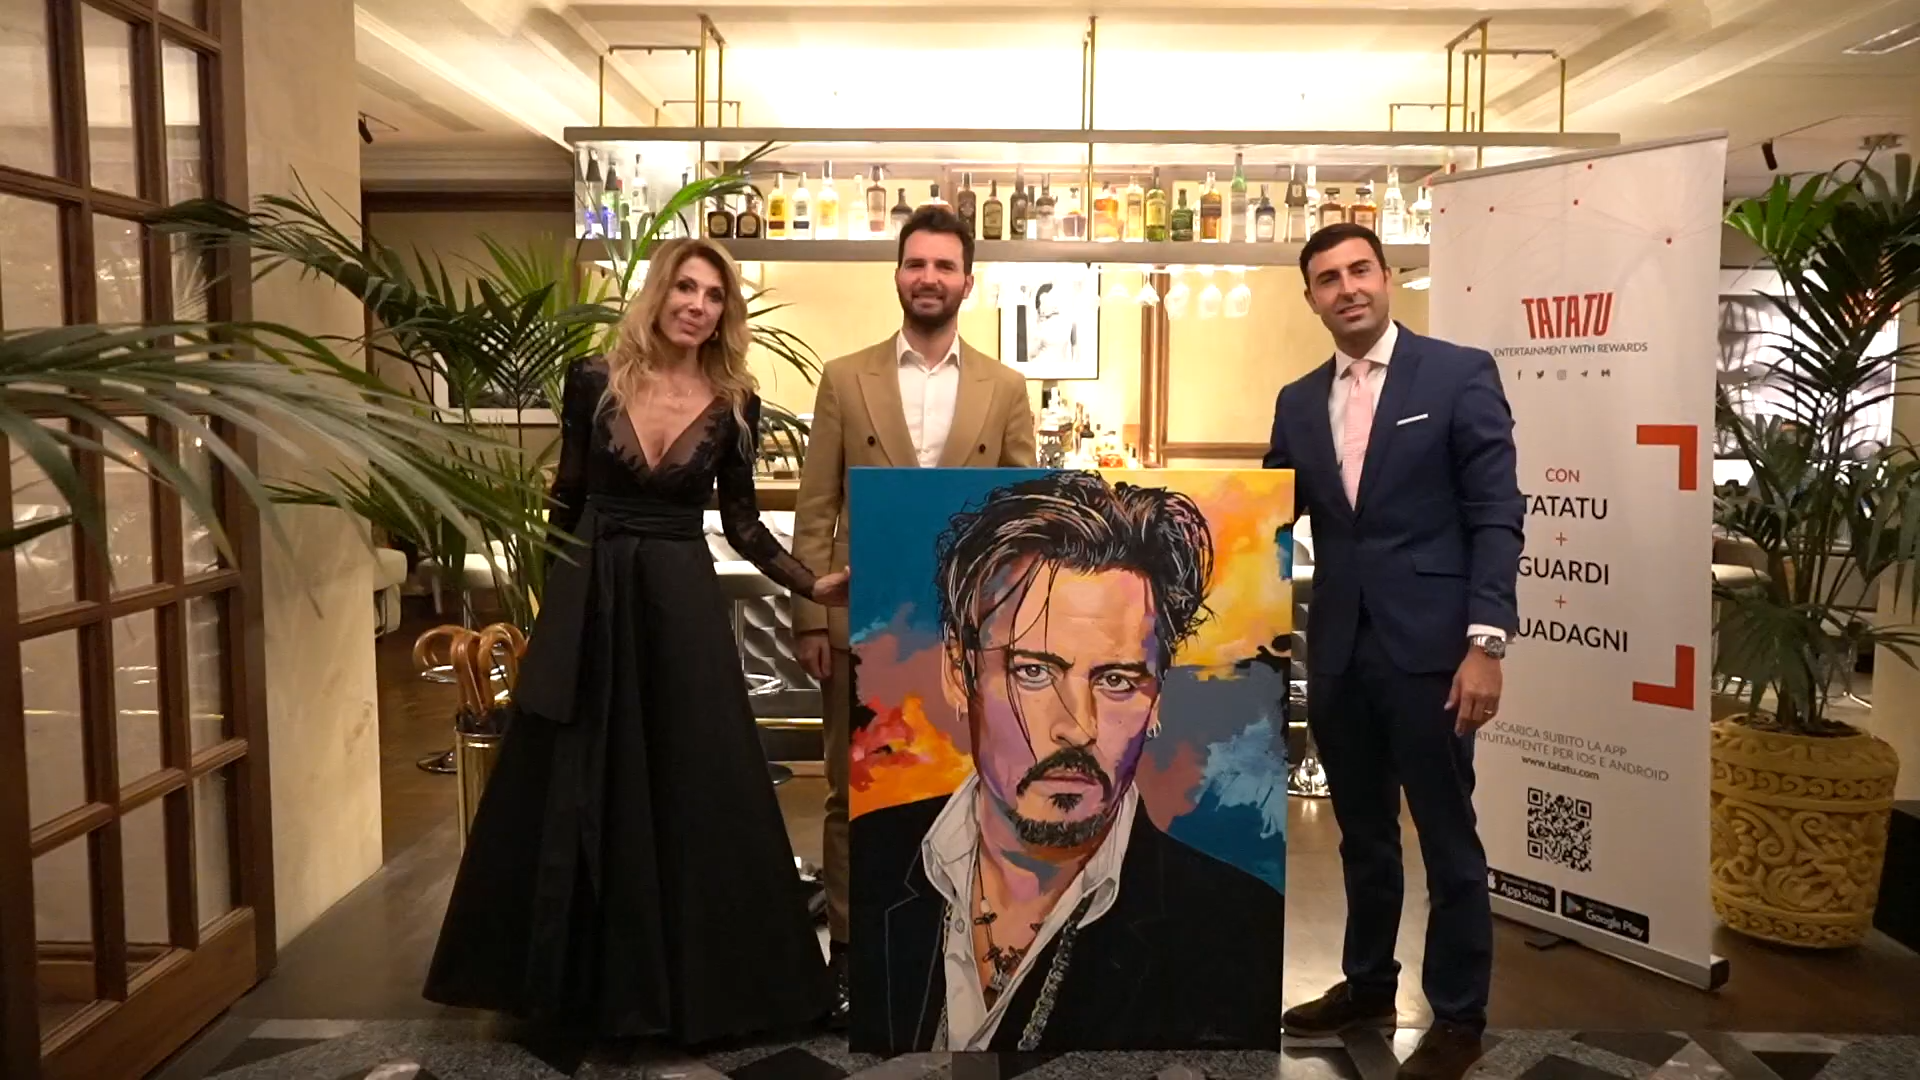 TATATU
ENTERTAINMENT WITH REWARDS
CON
TATATU
+
GUARDI
+
UADAGNI
SCARICA SUBITO LA APP
ATUITAMENTE PER IOS E ANDROID
www.tatatu.com
App Store
Google Play